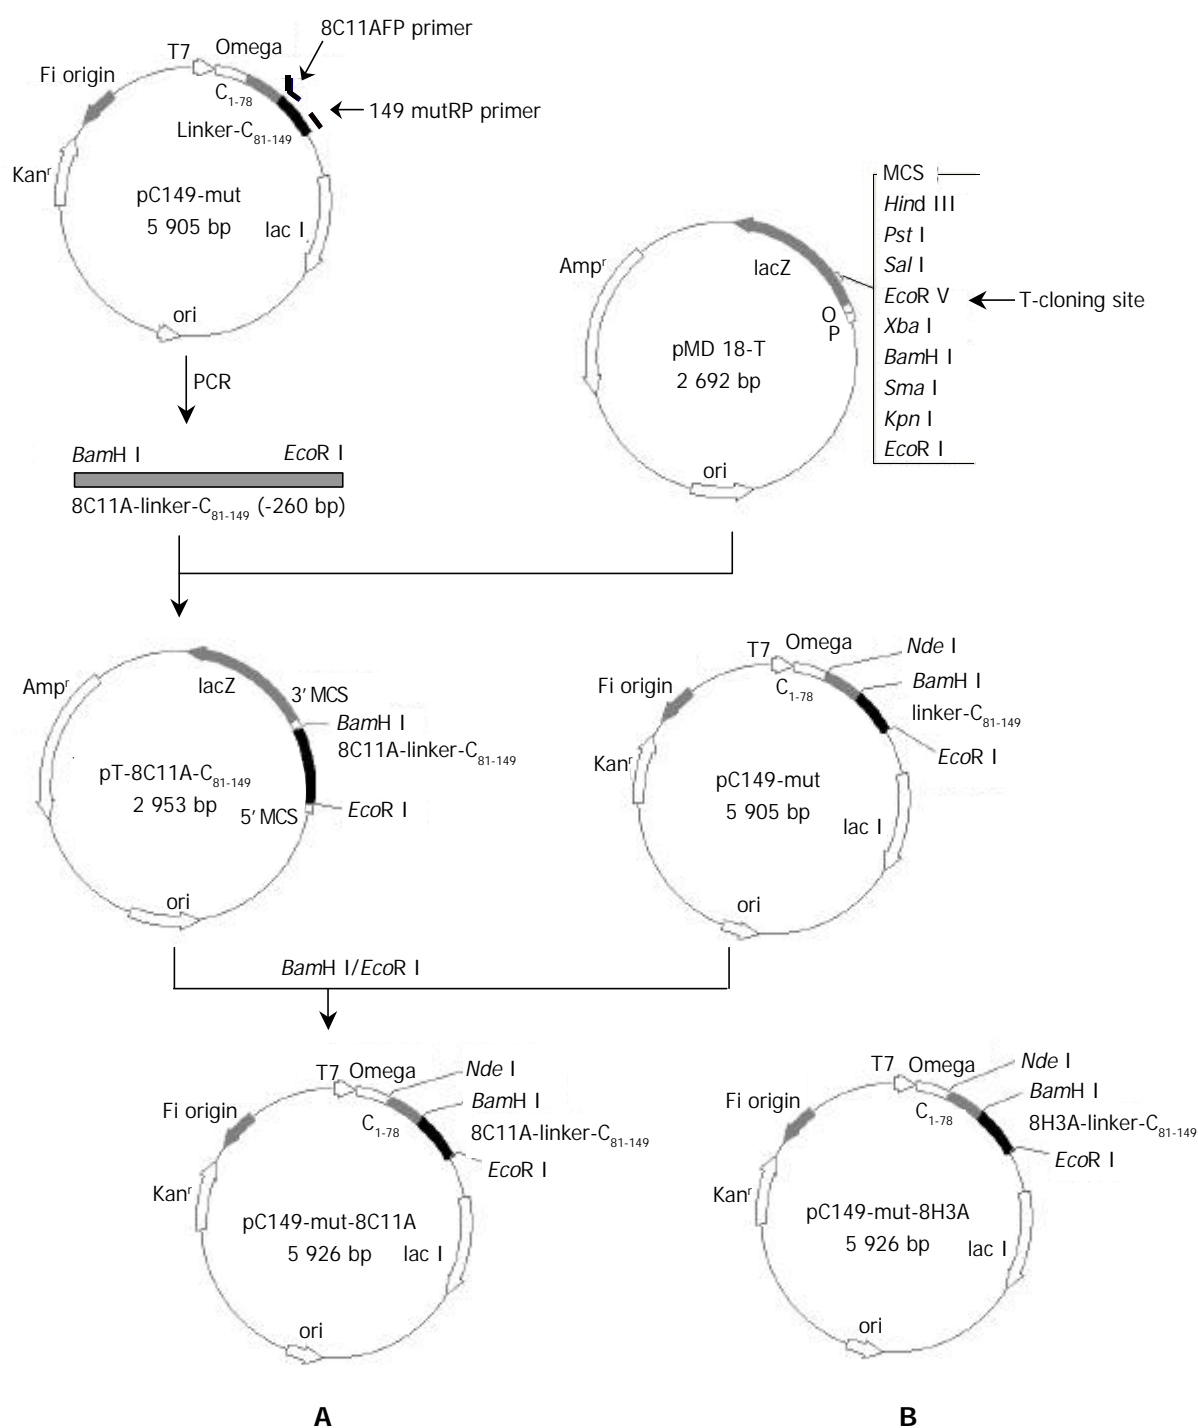 8C11AFP primer
T7 Omega
Fi origin
C1-78
149 mutRP primer
Linker-C81-149
Kanr
pC149-mut
5 905 bp
lac I
ori
PCR
BamH I EcoR I
8C11A-linker-C81-149 (-260 bp)
MCS
Hind III
Pst I
Sal I
EcoR V
T-cloning site
Xba I
BamH I
Sma I
Kpn I
EcoR I
Ampr
lacZ
O
P
pMD 18-T
2 692 bp
ori
Ampr
lacZ
3' MCS
BamH I
8C11A-linker-C81-149
pT-8C11A-C81-149
2 953 bp
5' MCS
EcoR I
ori
T7 Omega
Nde I
Fi origin
C1-78
BamH I
linker-C81-149
EcoR I
Kanr
pC149-mut
5 905 bp
lac I
ori
BamH I/EcoR I
T7 Omega
Nde I
Fi origin
BamH I
C1-78
8C11A-linker-C81-149
EcoR I
Kanr
pC149-mut-8C11A
5 926 bp
lac I
ori
A
T7 Omega
Nde I
Fi origin
BamH I
C1-78
8H3A-linker-C81-149
EcoR I
Kanr
pC149-mut-8H3A
5 926 bp
lac I
ori
B